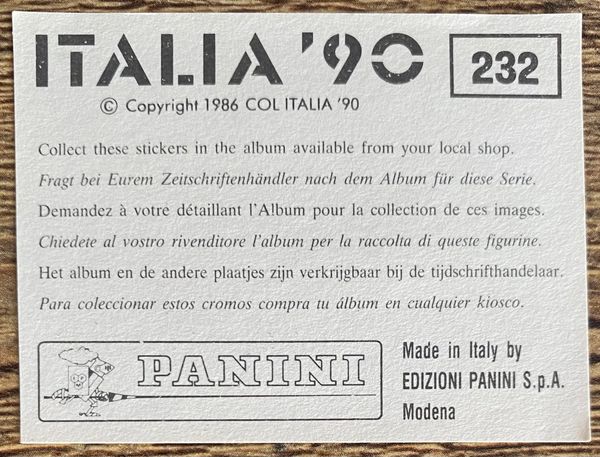 ITALIA '90
232
© Copyright 1986 COL ITALIA '90
Collect these stickers in the album available from your local shop.
Fragt bei Eurem Zeitschriftenhändler nach dem Album für diese Serie.
Demandez à votre détaillant l'Album pour la collection de ces images.
Chiedete al vostro rivenditore l'album per la raccolta di queste figurine.
Het album en de andere plaatjes zijn verkrijgbaar bij de tijdschrifthandelaar.
Para coleccionar estos cromos compra tu álbum en cualquier kiosco.
PANINI
Made in Italy by
EDIZIONI PANINI S.p.A.
Modena